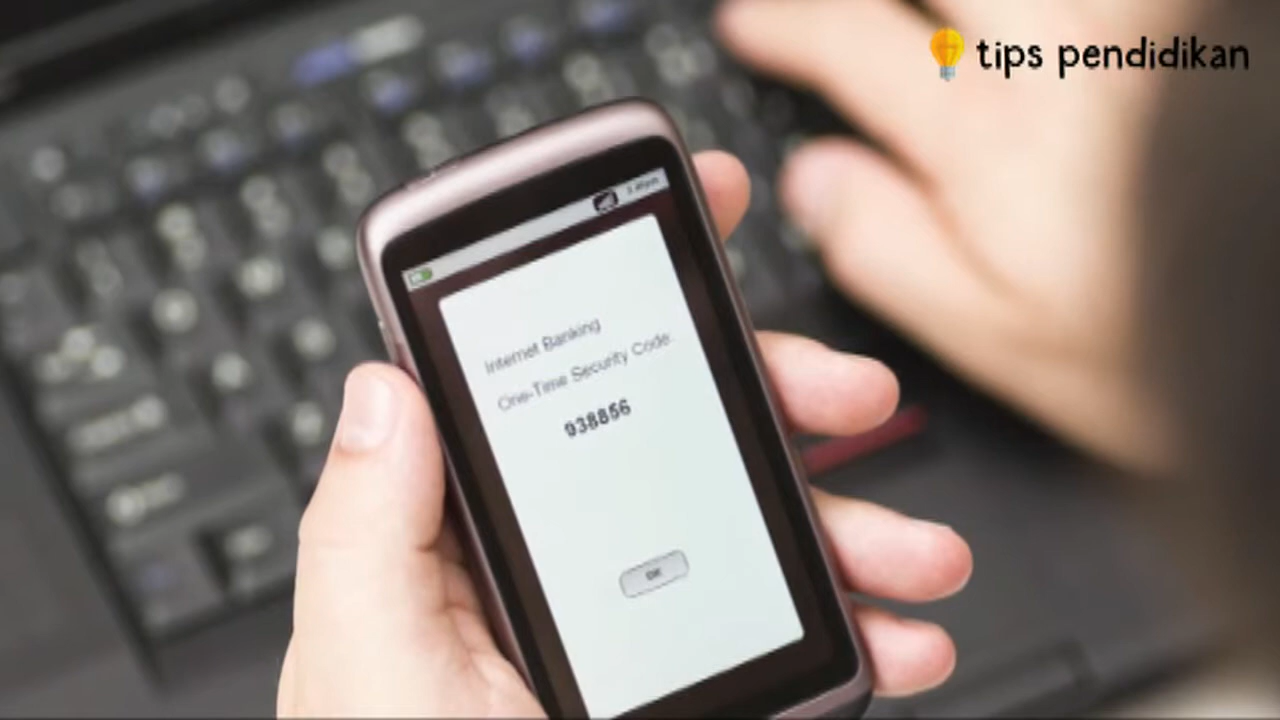 tips pendidikan
Internet Banking
One-Time Security Code:
938856
OK